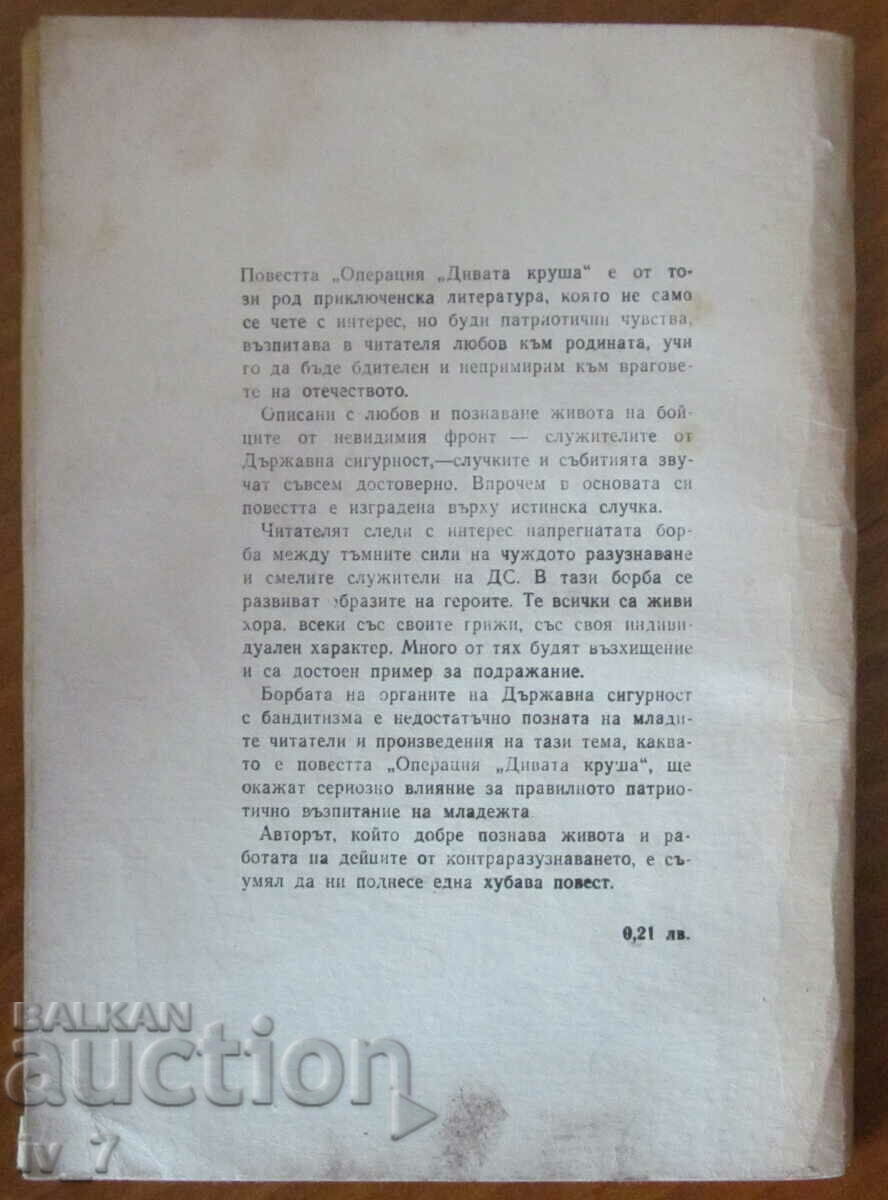 Повестта „Операция „Дивата круша“ е от то-
зи род приключенска литература, която не само
се чете с интерес, но буди патриотични чувства,
възпитава в читателя любов към родината, учи
го да бъде бдителен и непримирим към врагове-
те на отечеството.
Описани с любов и познаване живота на бой-
ците от невидимия фронт — служителите от
Държавна сигурност,—случките и събитията зву-
чат съвсем достоверно. Впрочем в основата си
повестта е изградена върху истинска случка.
Читателят следи с интерес напрегнатата бор-
ба между тъмните сили на чуждото разузнаване
и смелите служители на ДС. В тази борба се
развиват образите на героите. Те всички са живи
хора, всеки със своите грижи, със своя индиви-
дуален характер. Много от тях будят възхищение
и са достоен пример за подражание.
Борбата на органите на Държавна сигурност
с бандитизма е недостатъчно позната на млади-
те читатели и произведения на тази тема, каква-
то е повестта „Операция „Дивата круша“, ще
окажат сериозно влияние за правилното патрио-
тично възпитание на младежта
Авторът, който добре познава живота и ра-
ботата на дейците от контраразузнаването, е съ-
умял да ни поднесе една хубава повест.
0,21 лв.
BALKAN
auction
iv_7